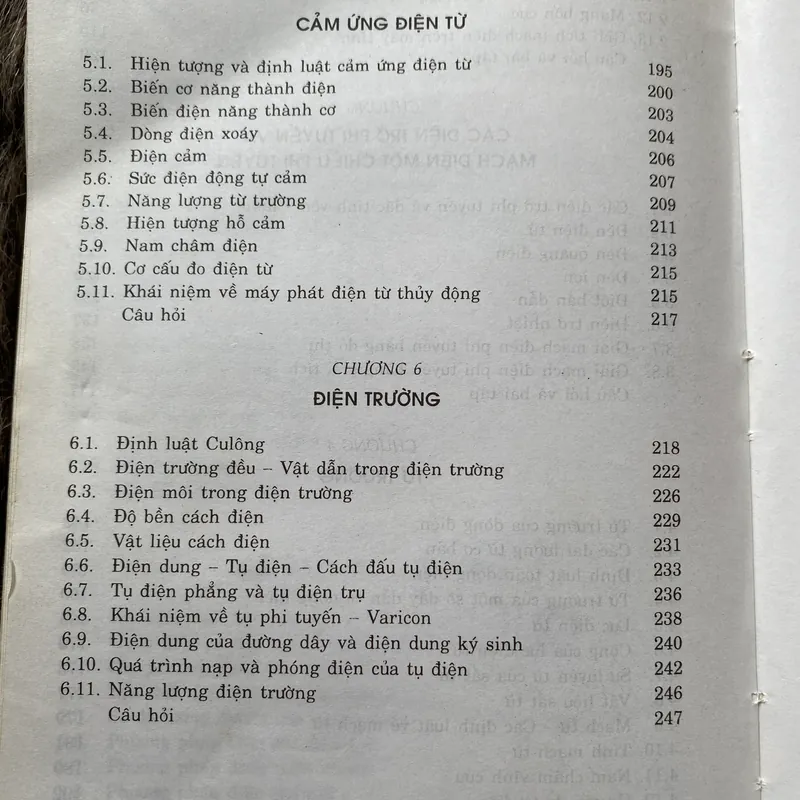 CẢM ỨNG ĐIỆN TỪ
5.1. Hiện tượng và định luật cảm ứng điện từ 195
5.2. Biến cơ năng thành điện 200
5.3. Biến điện năng thành cơ 203
5.4. Dòng điện xoáy 204
5.5. Điện cảm 206
5.6. Sức điện động tự cảm 207
5.7. Năng lượng từ trường 209
5.8. Hiện tượng hỗ cảm 211
5.9. Nam châm điện 213
5.10. Cơ cấu đo điện từ 215
5.11. Khái niệm về máy phát điện từ thủy động 215
Câu hỏi 217
CHƯƠNG 6
ĐIỆN TRƯỜNG
6.1. Định luật Culông 218
6.2. Điện trường đều – Vật dẫn trong điện trường 222
6.3. Điện môi trong điện trường 226
6.4. Độ bền cách điện 229
6.5. Vật liệu cách điện 231
6.6. Điện dung – Tụ điện – Cách đấu tụ điện 233
6.7. Tụ điện phẳng và tụ điện trụ 236
6.8. Khái niệm về tụ phi tuyến – Varicon 238
6.9. Điện dung của đường dây và điện dung ký sinh 240
6.10. Quá trình nạp và phóng điện của tụ điện 242
6.11. Năng lượng điện trường 246
Câu hỏi 247